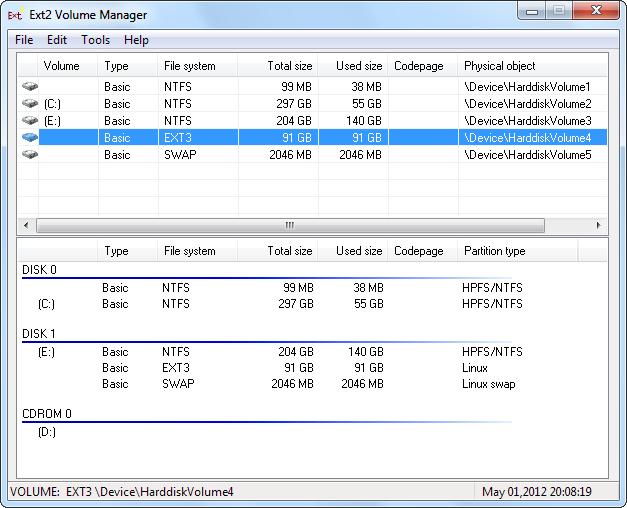 Ext. Ext2 Volume Manager
File Edit Tools Help
Volume Type File system Total size Used size Codepage Physical object
Basic NTFS 99 MB 38 MB \Device\HarddiskVolume1
(C:) Basic NTFS 297 GB 55 GB \Device\HarddiskVolume2
(E:) Basic NTFS 204 GB 140 GB \Device\HarddiskVolume3
Basic EXT3 91 GB 91 GB \Device\HarddiskVolume4
Basic SWAP 2046 MB 2046 MB \Device\HarddiskVolume5
Type File system Total size Used size Codepage Partition type
DISK 0
Basic NTFS 99 MB 38 MB HPFS/NTFS
(C:) Basic NTFS 297 GB 55 GB HPFS/NTFS
DISK 1
(E:) Basic NTFS 204 GB 140 GB HPFS/NTFS
Basic EXT3 91 GB 91 GB Linux
Basic SWAP 2046 MB 2046 MB Linux swap
CDROM 0
(D:)
VOLUME: EXT3 \Device\HarddiskVolume4 May 01,2012 20:08:19